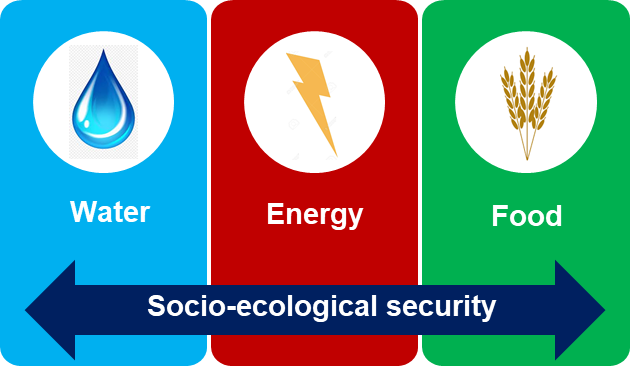 Water
Energy
Food
Socio-ecological security